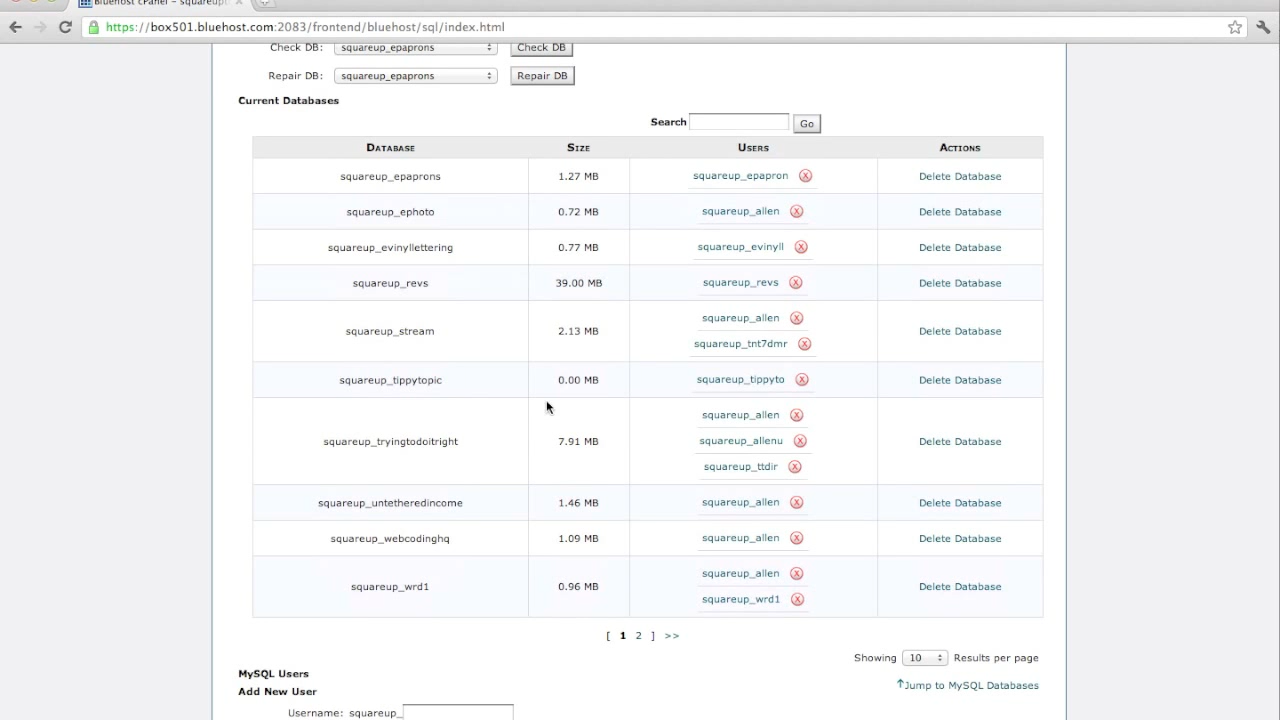 Bluehost cPanel - squareupt
https://box501.bluehost.com:2083/frontend/bluehost/sql/index.html
Check DB: squareup_epaprons Check DB
Repair DB: squareup_epaprons Repair DB
Current Databases
Search Go
Database Size Users Actions
squareup_epaprons 1.27 MB squareup_epapron Delete Database
squareup_ephoto 0.72 MB squareup_allen Delete Database
squareup_evinyllettering 0.77 MB squareup_evinyll Delete Database
squareup_revs 39.00 MB squareup_revs Delete Database
squareup_allen
squareup_stream 2.13 MB Delete Database
squareup_tnt7dmr
squareup_tippytopic 0.00 MB squareup_tippyto Delete Database
squareup_allen
squareup_tryingtodoitright 7.91 MB squareup_allenu Delete Database
squareup_ttdir
squareup_untetheredincome 1.46 MB squareup_allen Delete Database
squareup_webcodinghq 1.09 MB squareup_allen Delete Database
squareup_allen
squareup_wrd1 0.96 MB Delete Database
squareup_wrd1
[ 1 2 ] >>
Showing 10 Results per page
MySQL Users
Jump to MySQL Databases
Add New User
Username: squareup_